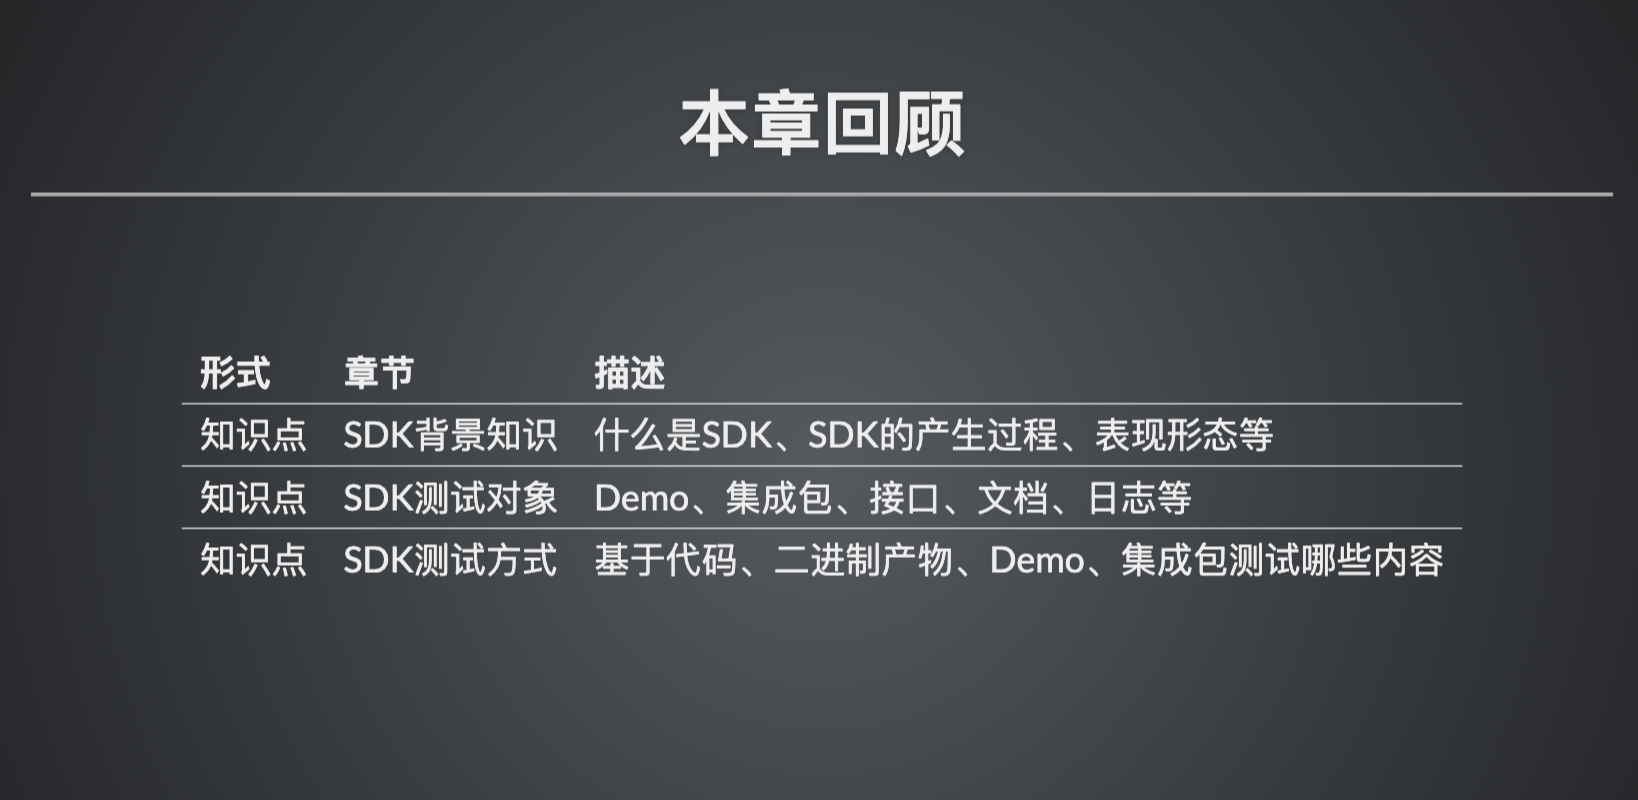 本章回顾
形式 章节 描述
知识点 SDK背景知识 什么是SDK、SDK的产生过程、表现形态等
知识点 SDK测试对象 Demo、集成包、接口、文档、日志等
知识点 SDK测试方式 基于代码、二进制产物、Demo、集成包测试哪些内容